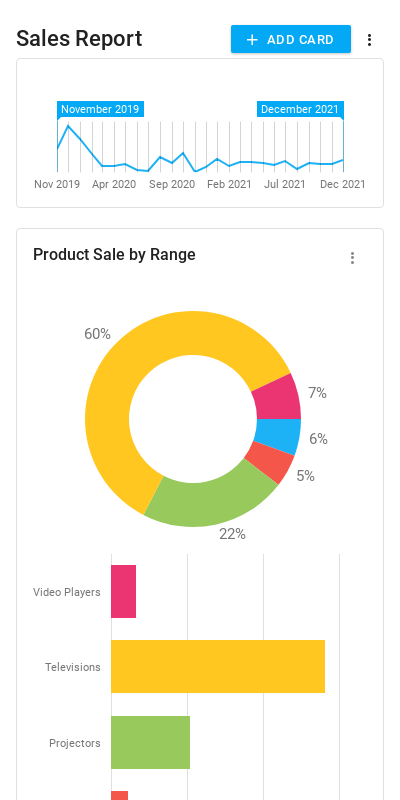 Sales Report
+ ADD CARD
November 2019
December 2021
Nov 2019 Apr 2020 Sep 2020 Feb 2021 Jul 2021 Dec 2021
Product Sale by Range
60%
7%
6%
5%
22%
Video Players
Televisions
Projectors